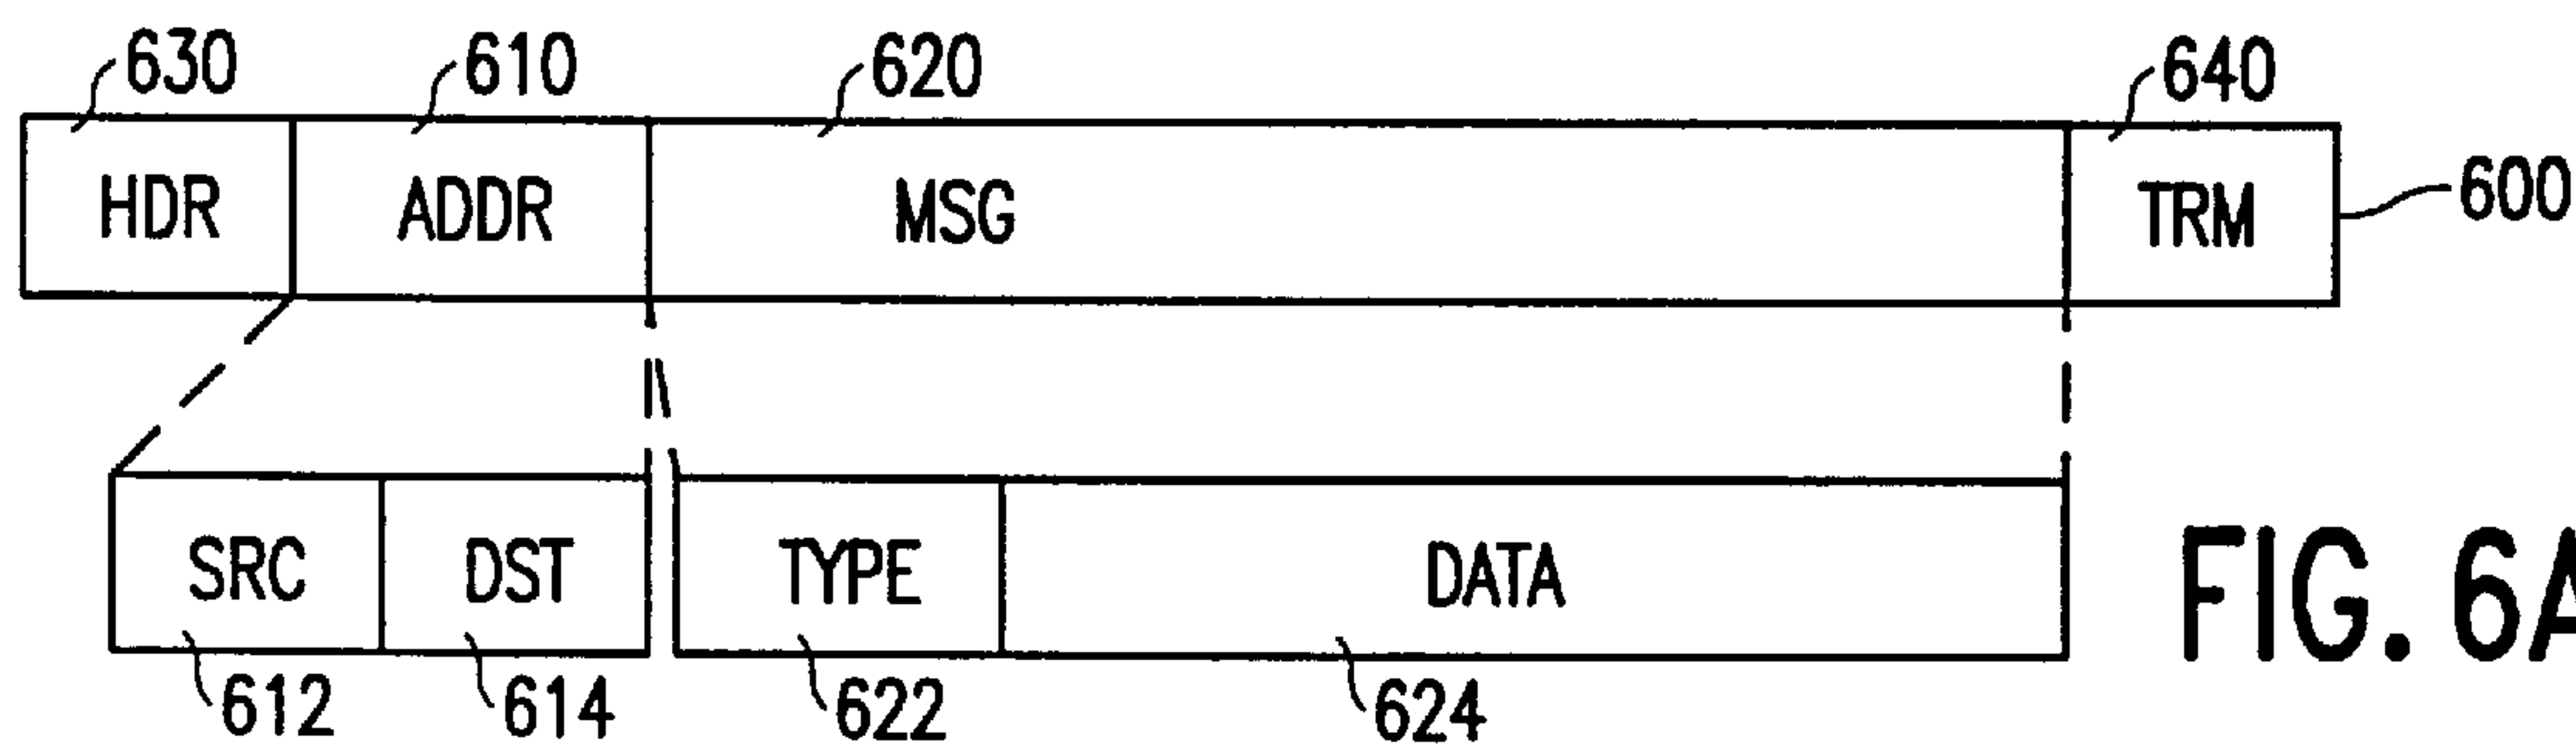 630 610 620 640
HDR ADDR MSG TRM 600
SRC DST TYPE DATA
612 614 622 624
FIG. 6A